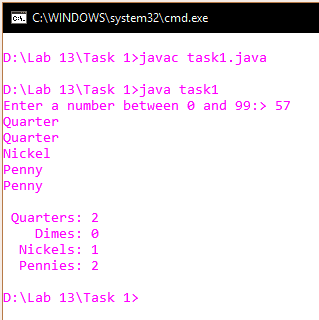 C:\WINDOWS\system32\cmd.exe
D:\Lab 13\Task 1>javac task1.java
D:\Lab 13\Task 1>java task1
Enter a number between 0 and 99:> 57
Quarter
Quarter
Nickel
Penny
Penny
Quarters: 2
Dimes: 0
Nickels: 1
Pennies: 2
D:\Lab 13\Task 1>